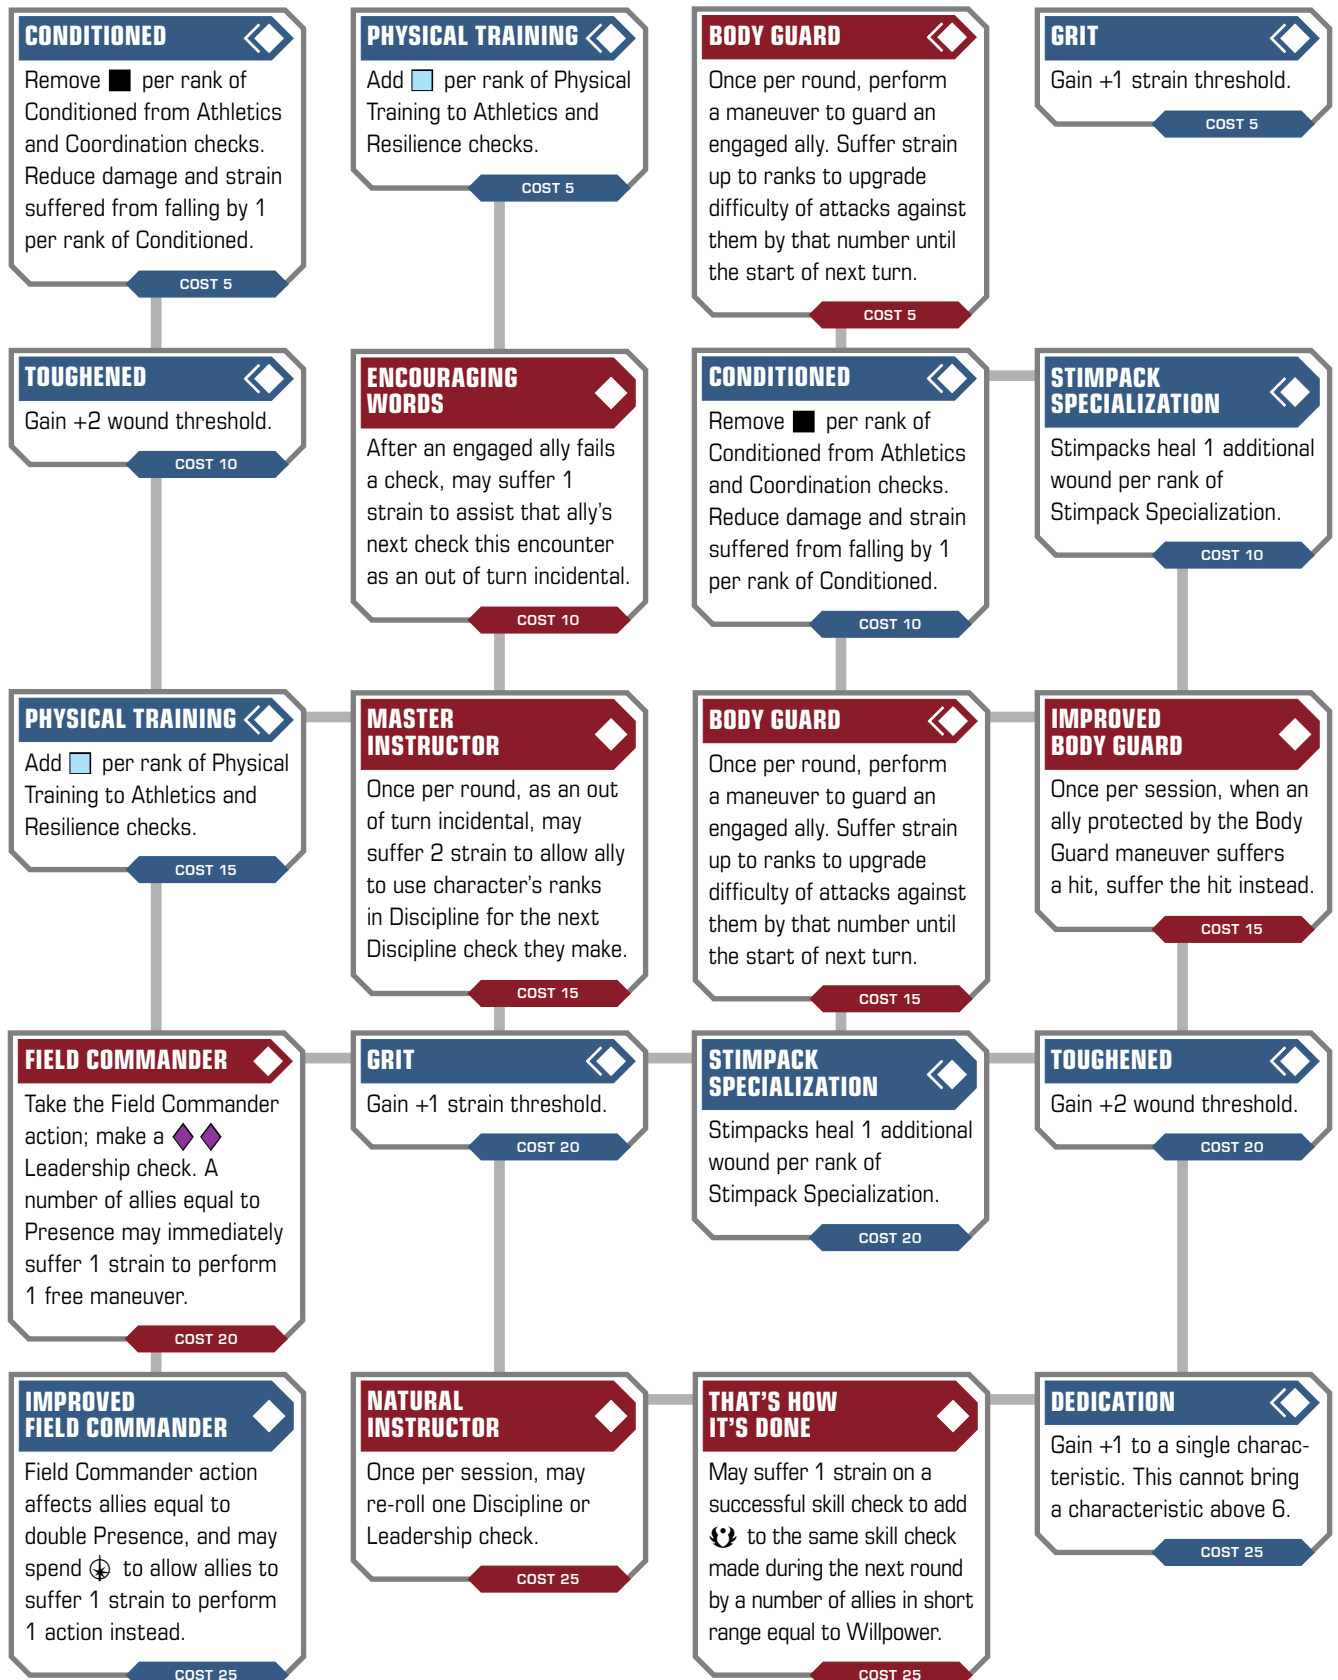 CONDITIONED
Remove per rank of
Conditioned from Athletics
and Coordination checks.
Reduce damage and strain
suffered from falling by 1
per rank of Conditioned.
COST 5
PHYSICAL TRAINING
Add per rank of Physical
Training to Athletics and
Resilience checks.
COST 5
BODY GUARD
Once per round, perform
a maneuver to guard an
engaged ally. Suffer strain
up to ranks to upgrade
difficulty of attacks against
them by that number until
the start of next turn.
COST 5
GRIT
Gain +1 strain threshold.
COST 5
TOUGHENED
Gain +2 wound threshold.
COST 10
ENCOURAGING
WORDS
After an engaged ally fails
a check, may suffer 1
strain to assist that ally's
next check this encounter
as an out of turn incidental.
COST 10
CONDITIONED
Remove per rank of
Conditioned from Athletics
and Coordination checks.
Reduce damage and strain
suffered from falling by 1
per rank of Conditioned.
COST 10
STIMPACK
SPECIALIZATION
Stimpacks heal 1 additional
wound per rank of
Stimpack Specialization.
COST 10
PHYSICAL TRAINING
Add per rank of Physical
Training to Athletics and
Resilience checks.
COST 15
MASTER
INSTRUCTOR
Once per round, as an out
of turn incidental, may
suffer 2 strain to allow ally
to use character's ranks
in Discipline for the next
Discipline check they make.
COST 15
BODY GUARD
Once per round, perform
a maneuver to guard an
engaged ally. Suffer strain
up to ranks to upgrade
difficulty of attacks against
them by that number until
the start of next turn.
COST 15
IMPROVED
BODY GUARD
Once per session, when an
ally protected by the Body
Guard maneuver suffers
a hit, suffer the hit instead.
COST 15
FIELD COMMANDER
Take the Field Commander
action; make a
Leadership check. A
number of allies equal to
Presence may immediately
suffer 1 strain to perform
1 free maneuver.
COST 20
GRIT
Gain +1 strain threshold.
COST 20
STIMPACK
SPECIALIZATION
Stimpacks heal 1 additional
wound per rank of
Stimpack Specialization.
COST 20
TOUGHENED
Gain +2 wound threshold.
COST 20
IMPROVED
FIELD COMMANDER
Field Commander action
affects allies equal to
double Presence, and may
spend to allow allies to
suffer 1 strain to perform
1 action instead.
COST 25
NATURAL
INSTRUCTOR
Once per session, may
re-roll one Discipline or
Leadership check.
COST 25
THAT'S HOW
IT'S DONE
May suffer 1 strain on a
successful skill check to add
to the same skill check
made during the next round
by a number of allies in short
range equal to Willpower.
COST 25
DEDICATION
Gain +1 to a single charac-
teristic. This cannot bring
a characteristic above 6.
COST 25